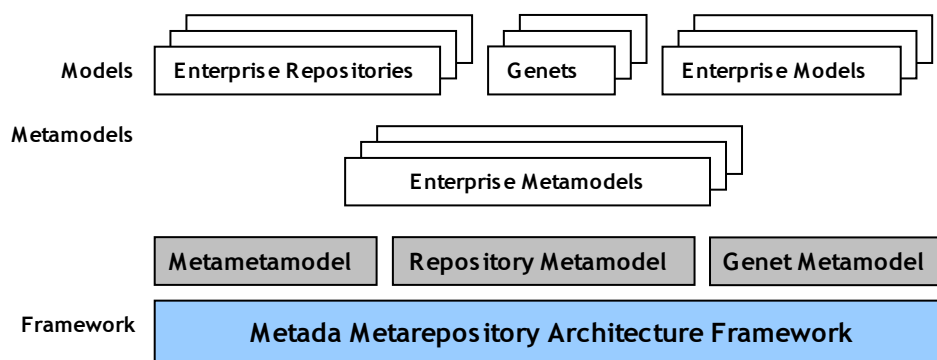 Models
Enterprise Repositories
Genets
Enterprise Models
Metamodels
Enterprise Metamodels
Metametamodel
Repository Metamodel
Genet Metamodel
Framework
Metada Metarepository Architecture Framework